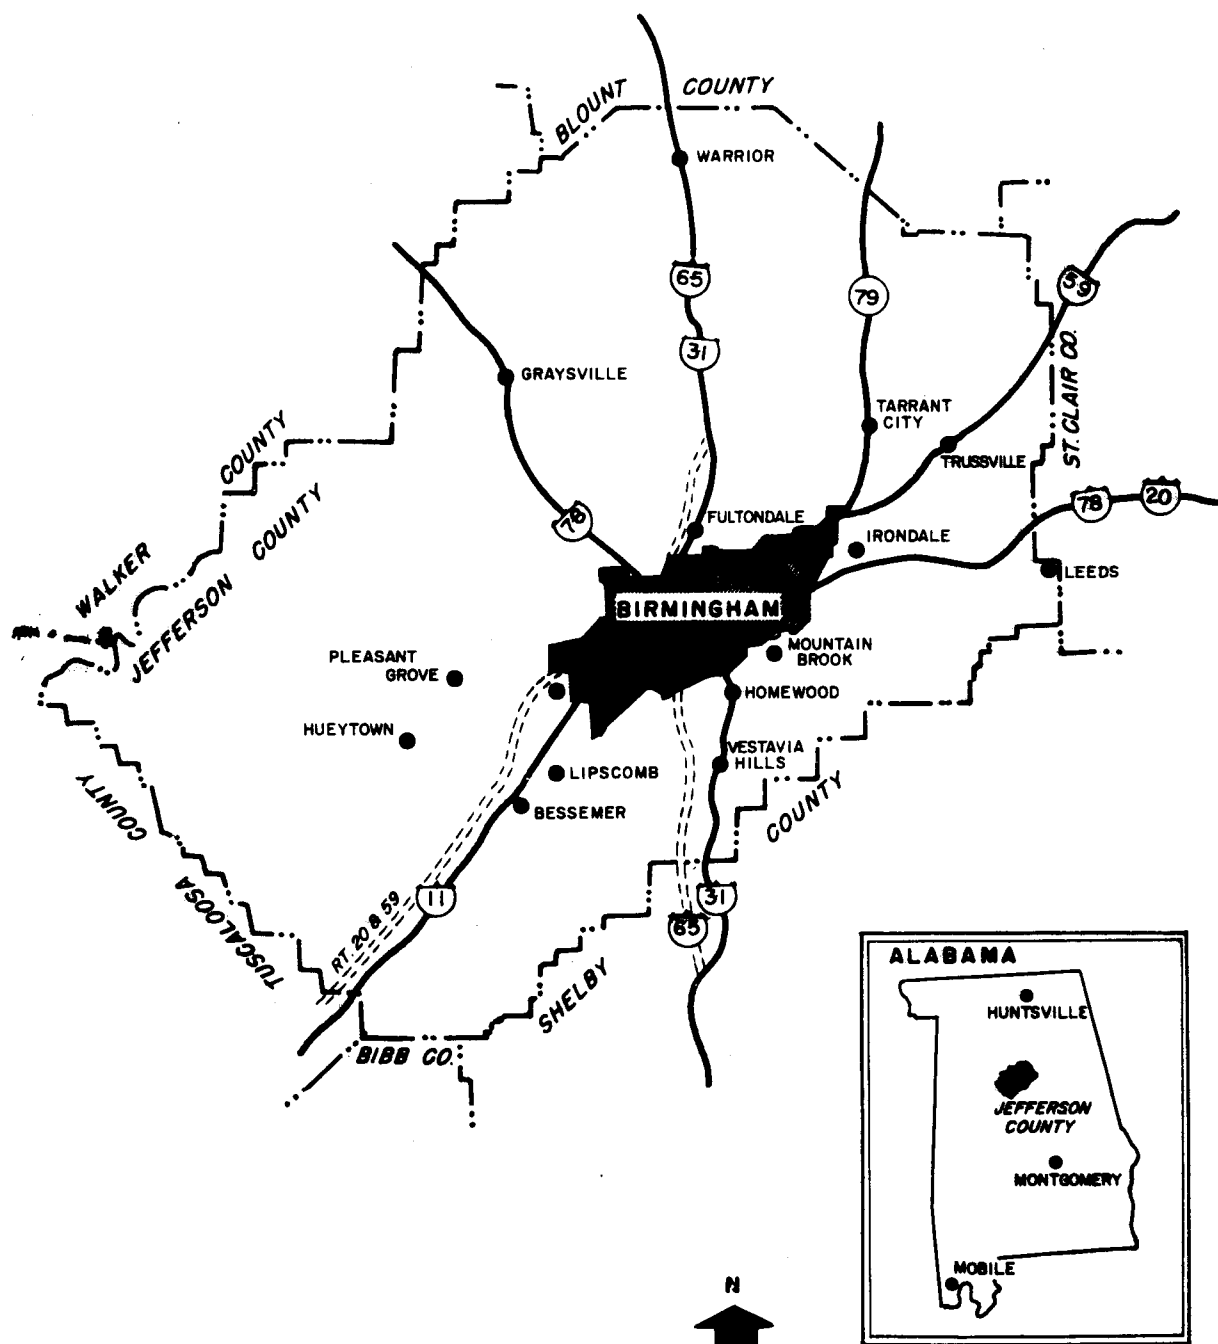 BLOUNT COUNTY
WARRIOR
65
79
59
31
GRAYSVILLE
ST. CLAIR CO.
TARRANT
CITY
TRUSSVILLE
COUNTY
COUNTY
78
20
78
FULTONDALE
IRONDALE
LEEDS
WALKER
JEFFERSON
BIRMINGHAM
MOUNTAIN
BROOK
PLEASANT
GROVE
HOMEWOOD
HUEYTOWN
VESTAVIA
HILLS
LIPSCOMB
BESSEMER
COUNTY
COUNTY
TUSCALOOSA
11
RT. 20 & 59
31
65
SHELBY
BIBB CO.
ALABAMA
HUNTSVILLE
JEFFERSON
COUNTY
MONTGOMERY
MOBILE
N